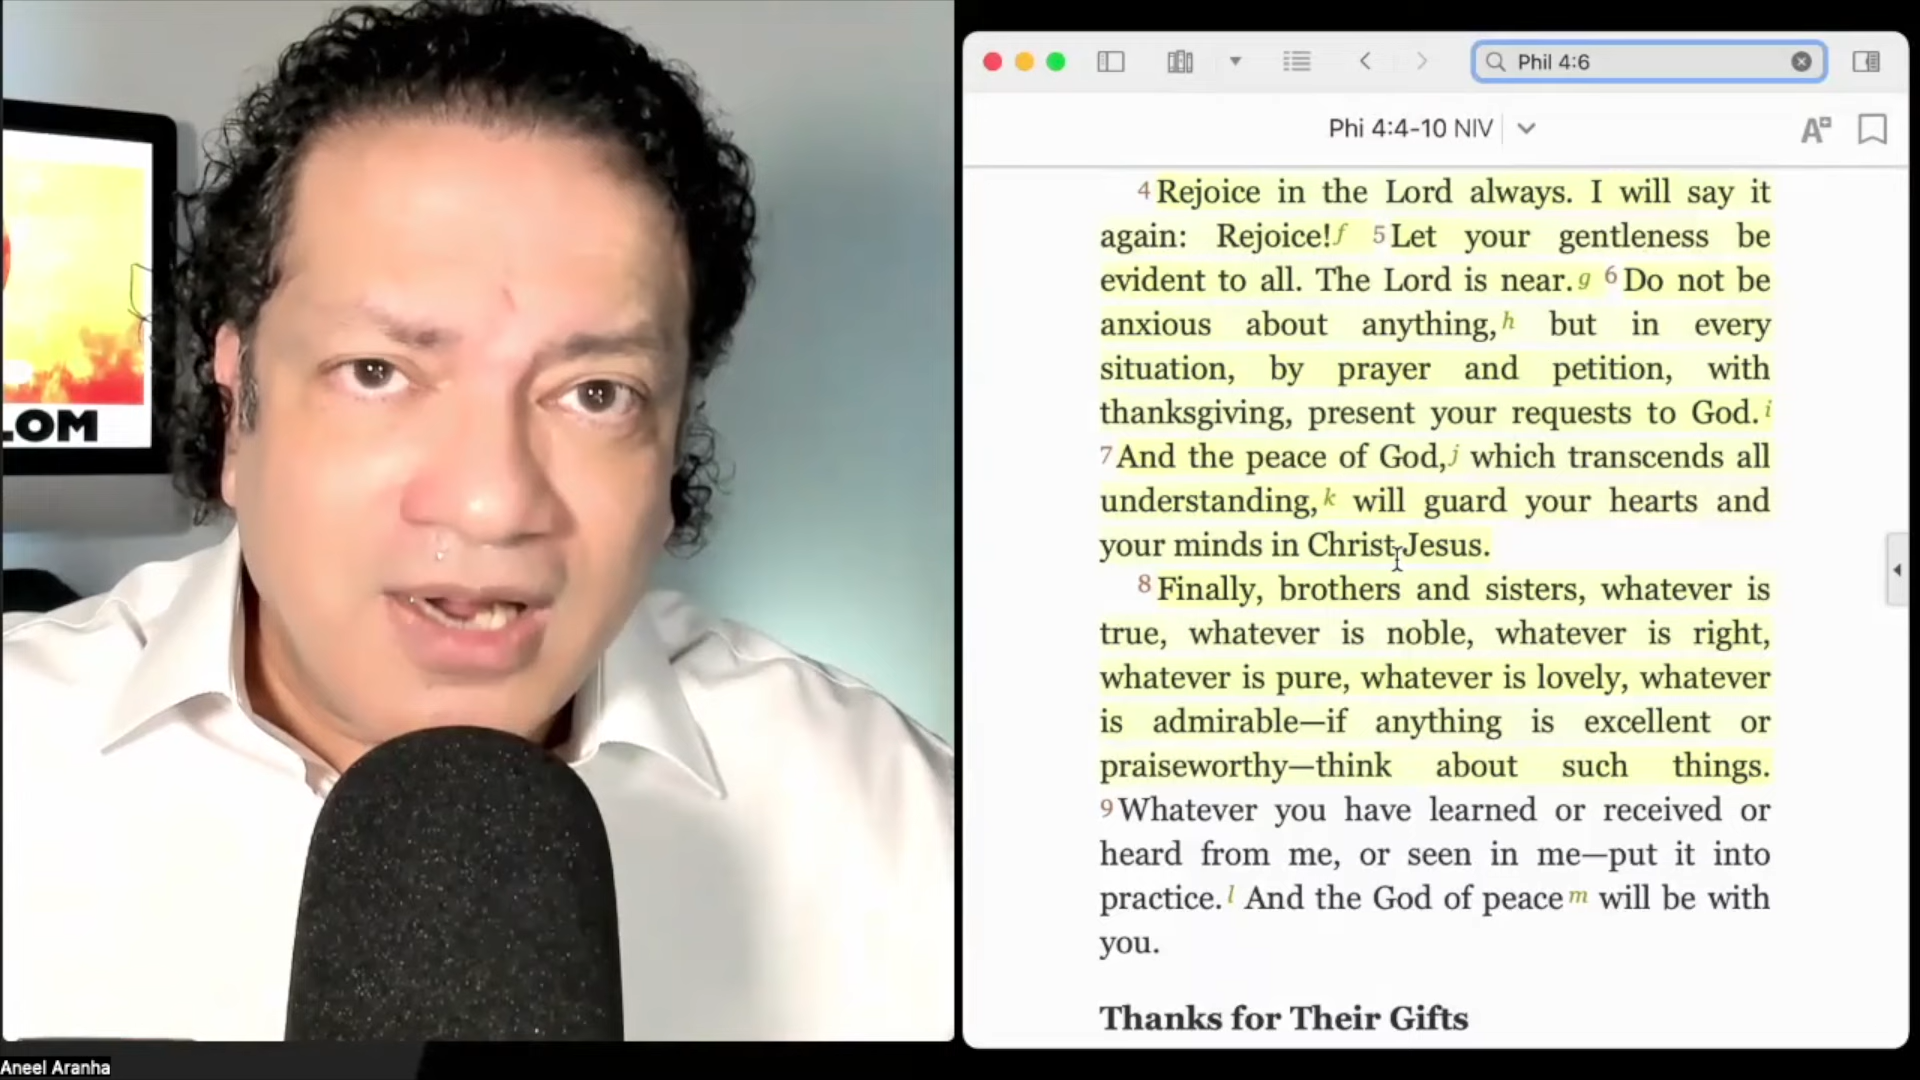 .OM
Aneel Aranha
Phil 4:6
Phi 4:4-10 NIV
4 Rejoice in the Lord always. I will say it
again: Rejoice! f 5 Let your gentleness be
evident to all. The Lord is near. g 6 Do not be
anxious about anything, h but in every
situation, by prayer and petition, with
thanksgiving, present your requests to God. i
7 And the peace of God, j which transcends all
understanding, k will guard your hearts and
your minds in Christ Jesus.
8 Finally, brothers and sisters, whatever is
true, whatever is noble, whatever is right,
whatever is pure, whatever is lovely, whatever
is admirable—if anything is excellent or
praiseworthy—think about such things.
9 Whatever you have learned or received or
heard from me, or seen in me—put it into
practice. l And the God of peace m will be with
you.
Thanks for Their Gifts